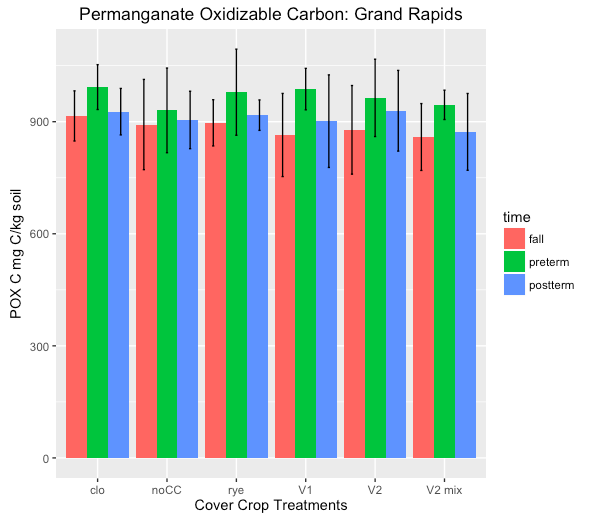 Permanganate Oxidizable Carbon: Grand Rapids
POX C mg C/kg soil
900
600
300
0
clo noCC rye V1 V2 V2 mix
Cover Crop Treatments
time
fall
preterm
postterm